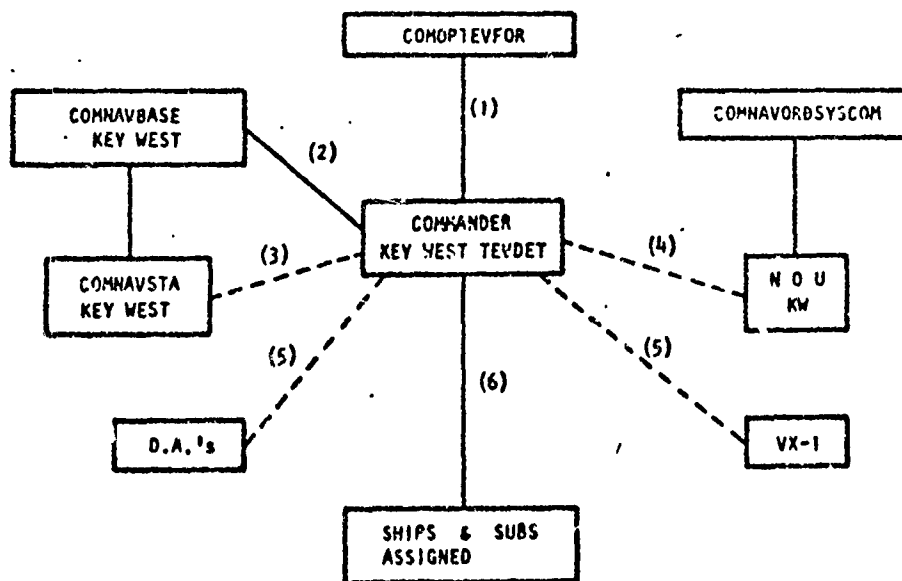 COMOPTEVFOR
COMNAVBASE
KEY WEST
(1)
COMNAVORDSYSCOM
(2)
COMMANDER
KEY WEST TEVDET
(3)
(4)
COMNAVSTA
KEY WEST
N O U
KW
(5)
(5)
(6)
D.A.'s
VX-1
SHIPS & SUBS
ASSIGNED